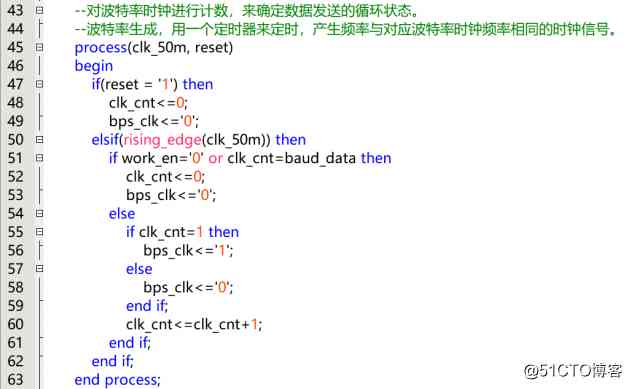 43 --对波特率时钟进行计数，来确定数据发送的循环状态。
44 --波特率生成，用一个定时器来定时，产生频率与对应波特率时钟频率相同的时钟信号。
45 process(clk_50m, reset)
46 begin
47 if(reset = '1') then
48 clk_cnt<=0;
49 bps_clk<='0';
50 elsif(rising_edge(clk_50m)) then
51 if work_en='0' or clk_cnt=baud_data then
52 clk_cnt<=0;
53 bps_clk<='0';
54 else
55 if clk_cnt=1 then
56 bps_clk<='1';
57 else
58 bps_clk<='0';
59 end if;
60 clk_cnt<=clk_cnt+1;
61 end if;
62 end if;
63 end process;
@51CTO博客